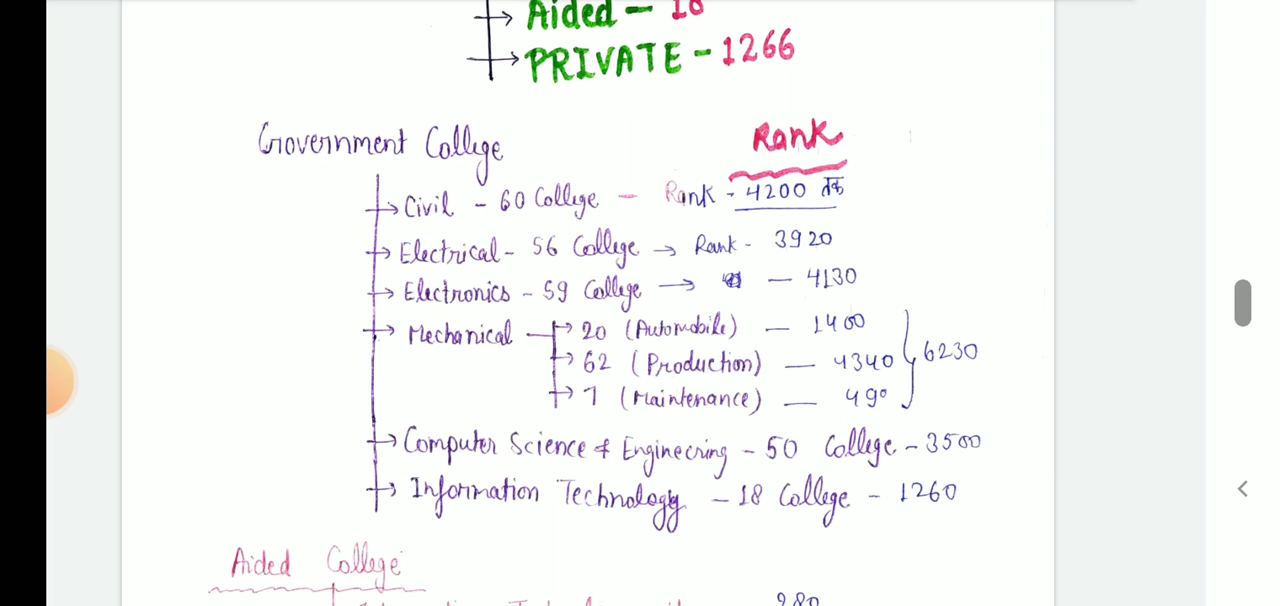 Aided - 18
PRIVATE - 1266
Government College
Rank
Civil - 60 College - Rank - 4200 तक
Electrical - 56 College → Rank - 3920
Electronics - 59 College → - 4130
Mechanical → 20 (Automobile) - 1400
→ 62 (Production) - 4340
6230
→ 7 (Maintenance) - 490
Computer Science & Engineering - 50 College - 3500
Information Technology - 18 College - 1260
Aided College
280